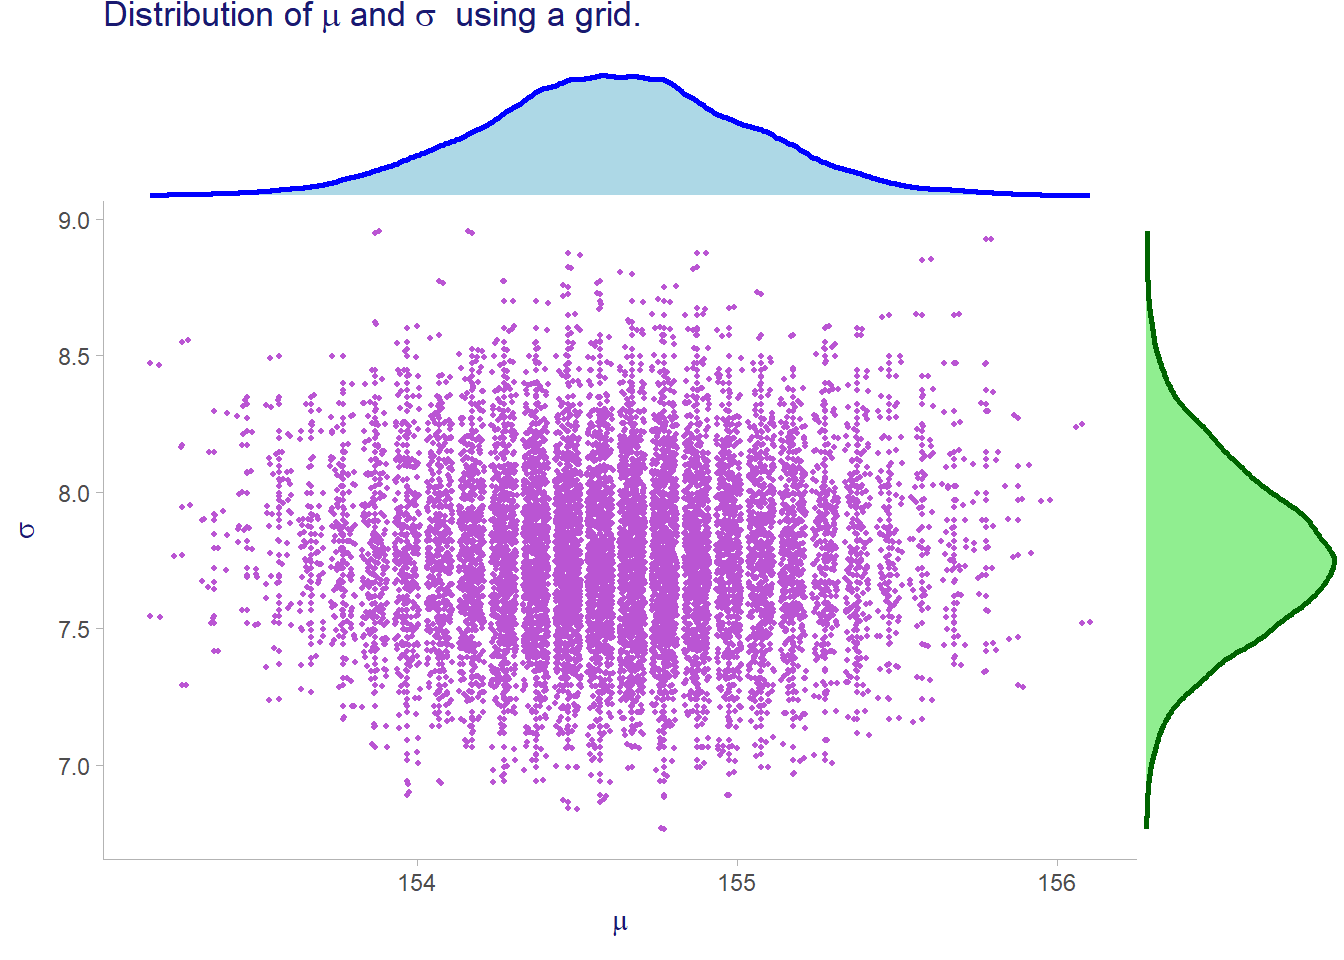 Distribution of μ and σ  using a grid.
9.0
8.5
8.0
7.5
7.0
σ
154 155 156
μ